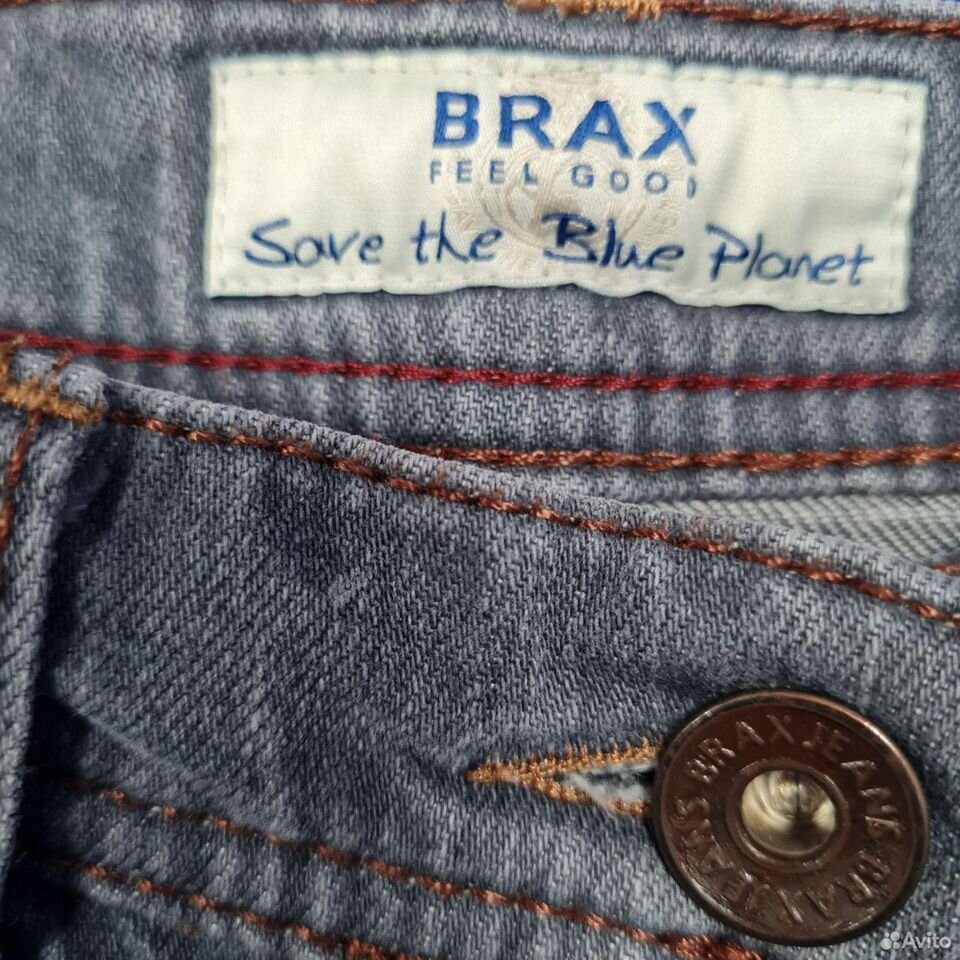 BRAX
FEEL GOOD
Save the Blue Planet
BRAX JEANS BRAX JEANS
Avito